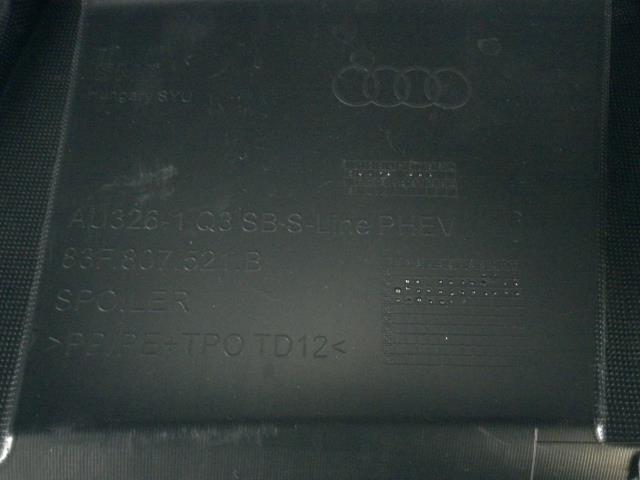 Hungary SYU
AU326-1 Q3 SB S-Line PHEV
83F.807.521.B
SPOILER
>PP/PE+TPO TD12<